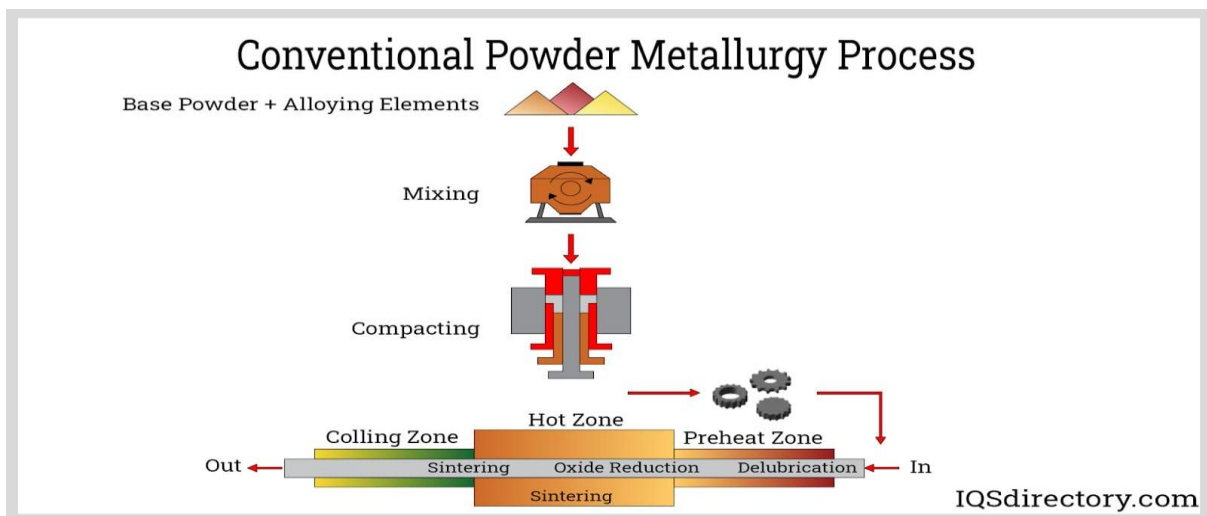 Conventional Powder Metallurgy Process
Base Powder + Alloying Elements
Mixing
Compacting
Hot Zone
Colling Zone
Preheat Zone
Out
Sintering
Oxide Reduction
Delubrication
In
Sintering
IQSdirectory.com